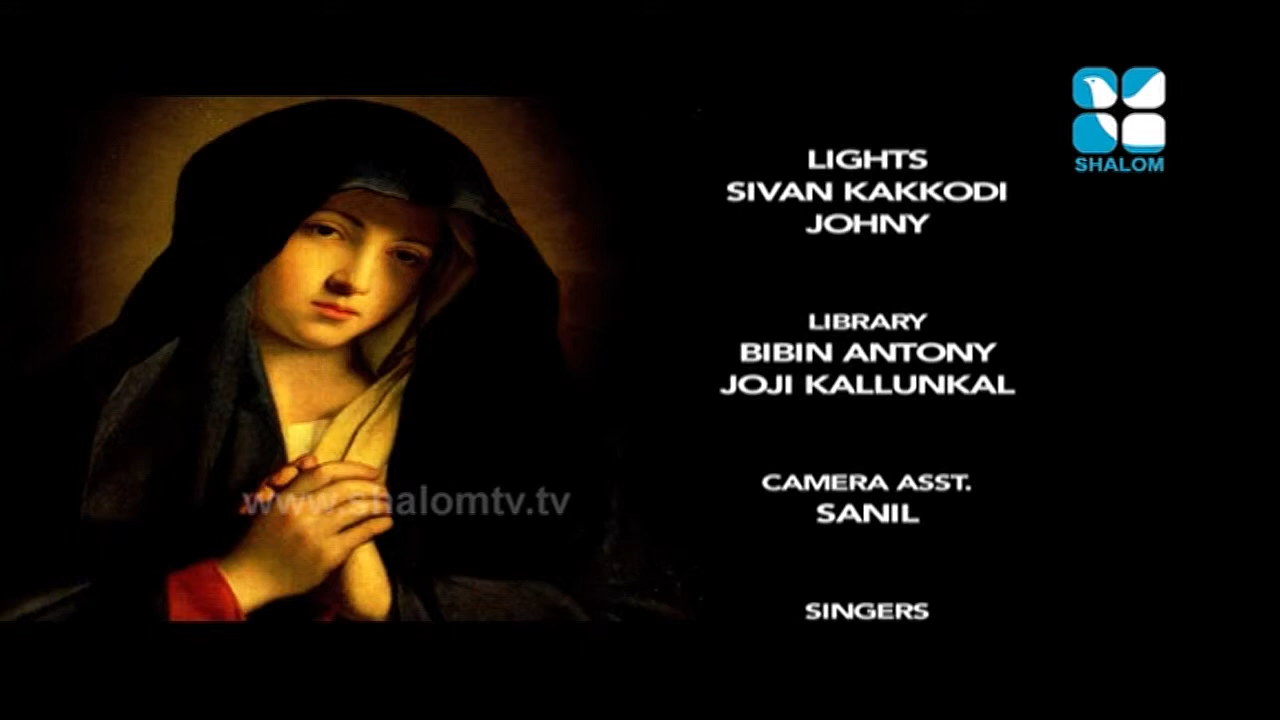 SHALOM
LIGHTS
SIVAN KAKKODI
JOHNY
LIBRARY
BIBIN ANTONY
JOJI KALLUNKAL
CAMERA ASST.
SANIL
www.shalomtv.tv
SINGERS